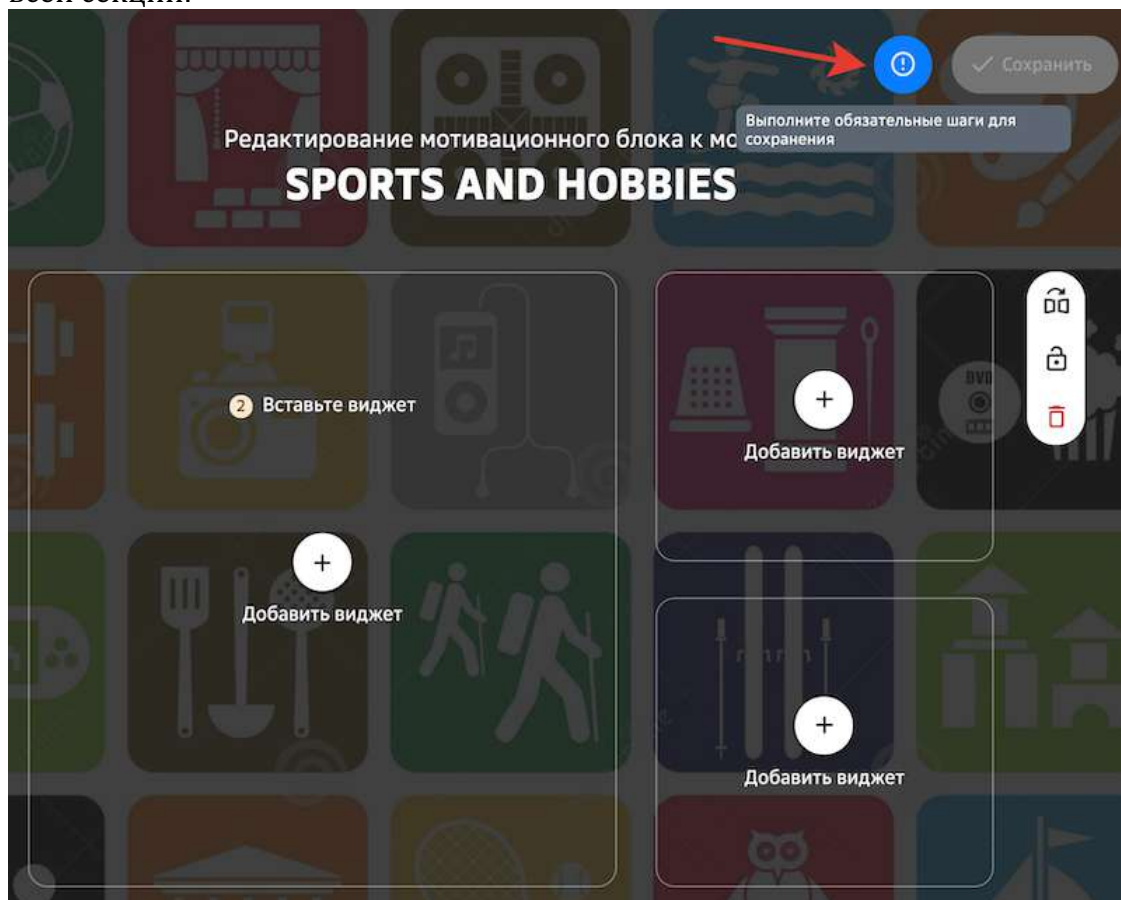 ✓ Сохранить
Выполните обязательные шаги для
сохранения
Редактирование мотивационного блока к мо
SPORTS AND HOBBIES
2 Вставьте виджет
DVD
Добавить виджет
Добавить виджет
Добавить виджет